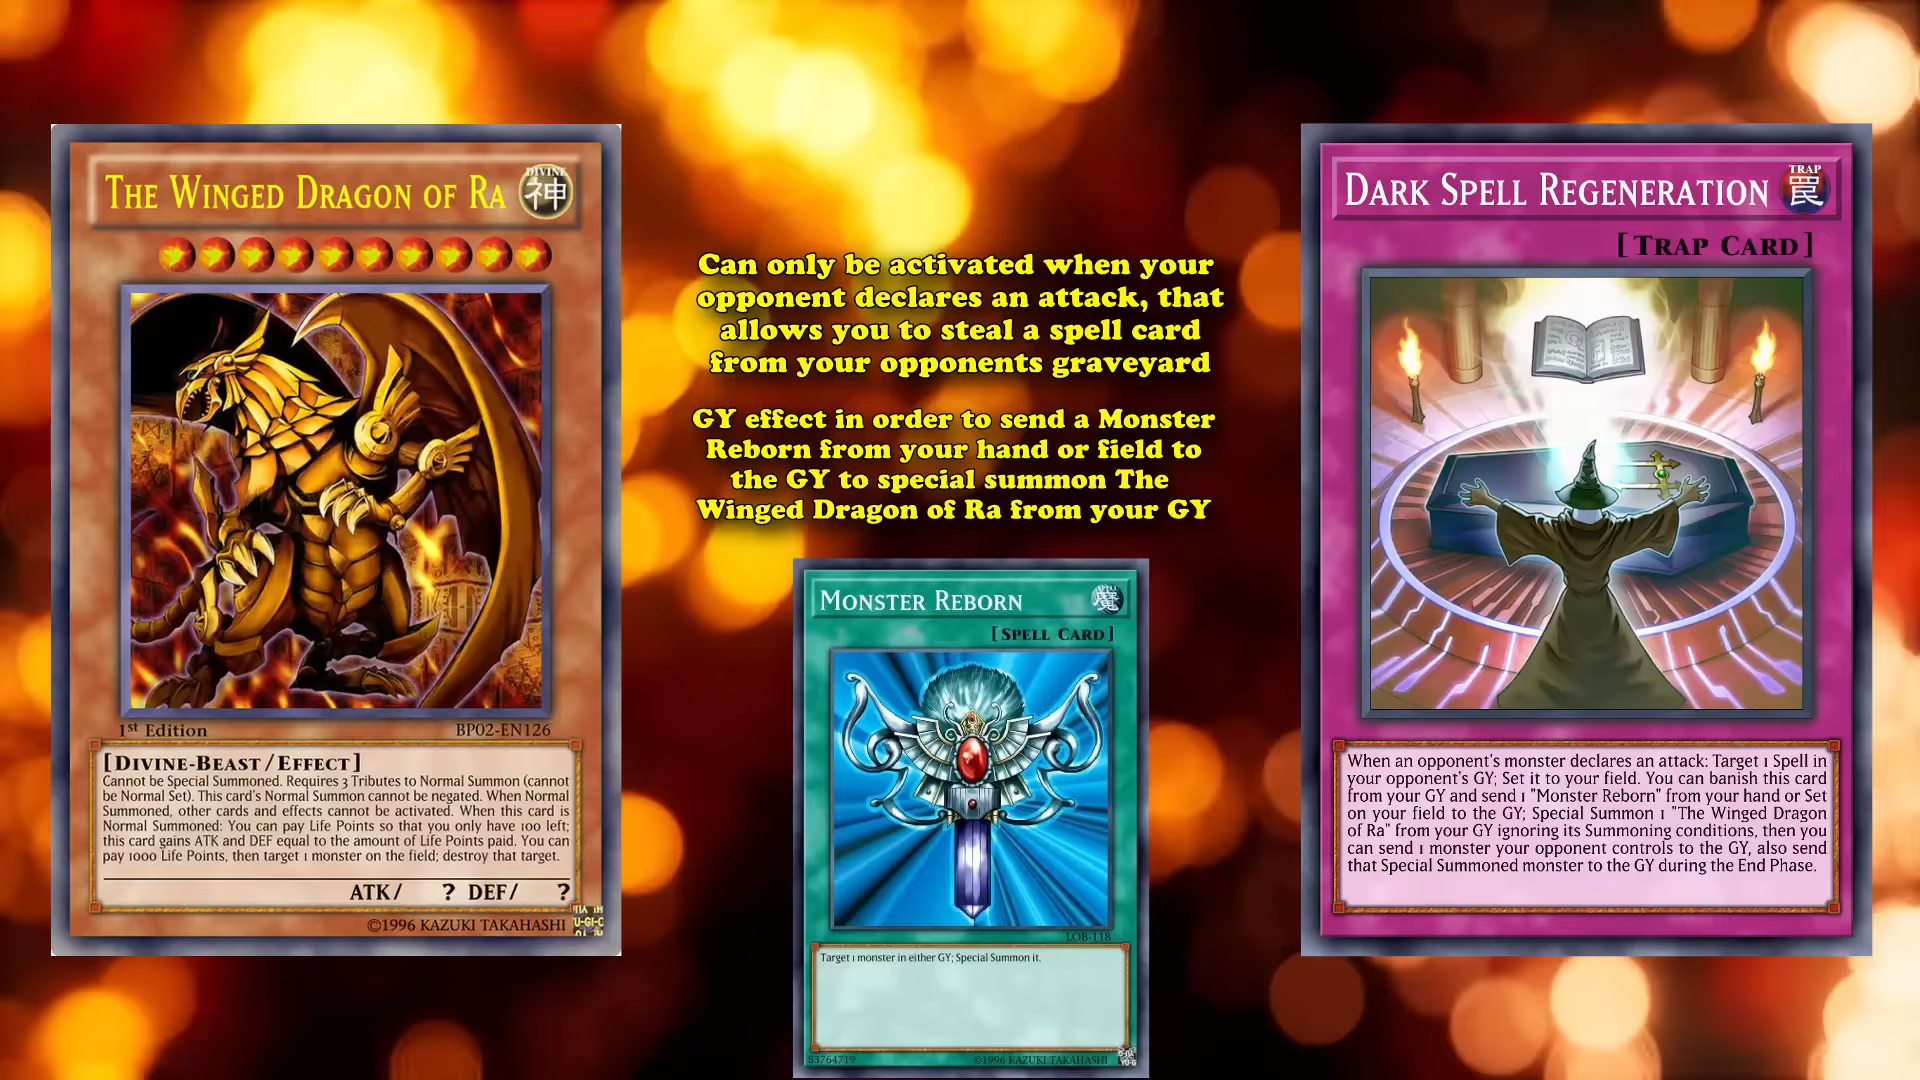 The Winged Dragon of Ra
DIVINE
神
1st Edition
BP02-EN126
[Divine-Beast/Effect]
Cannot be Special Summoned. Requires 3 Tributes to Normal Summon (cannot
be Normal Set). This card's Normal Summon cannot be negated. When Normal
Summoned, other cards and effects cannot be activated. When this card is
Normal Summoned: You can pay Life Points so that you only have 100 left;
this card gains ATK and DEF equal to the amount of Life Points paid. You can
pay 1000 Life Points, then target 1 monster on the field; destroy that target.
ATK/ ? DEF/ ?
©1996 KAZUKI TAKAHASHI
Can only be activated when your
opponent declares an attack, that
allows you to steal a spell card
from your opponents graveyard
GY effect in order to send a Monster
Reborn from your hand or field to
the GY to special summon The
Winged Dragon of Ra from your GY
Monster Reborn
魔
[Spell Card]
LOB-118
Target 1 monster in either GY; Special Summon it.
83764719
©1996 KAZUKI TAKAHASHI
Dark Spell Regeneration
TRAP
罠
[Trap Card]
When an opponent's monster declares an attack: Target 1 Spell in
your opponent's GY; Set it to your field. You can banish this card
from your GY and send 1 "Monster Reborn" from your hand or Set
on your field to the GY; Special Summon 1 "The Winged Dragon
of Ra" from your GY ignoring its Summoning conditions, then you
can send 1 monster your opponent controls to the GY, also send
that Special Summoned monster to the GY during the End Phase.